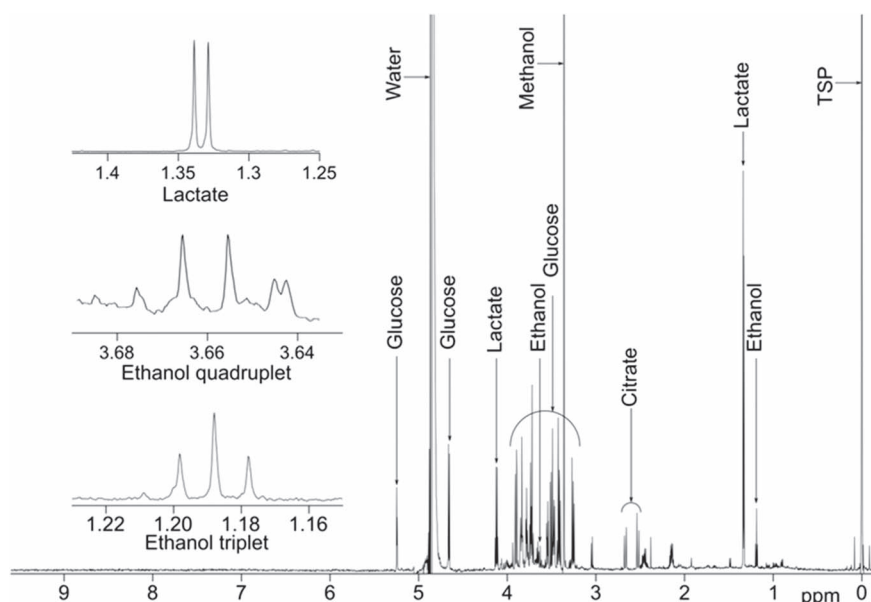 Water
Methanol
TSP
Lactate
1.4 1.35 1.3 1.25
Lactate
Glucose
Glucose
Glucose
Lactate
Ethanol
Ethanol
Citrate
3.68 3.66 3.64
Ethanol quadruplet
1.22 1.20 1.18 1.16
Ethanol triplet
9 8 7 6 5 4 3 2 1 ppm 0